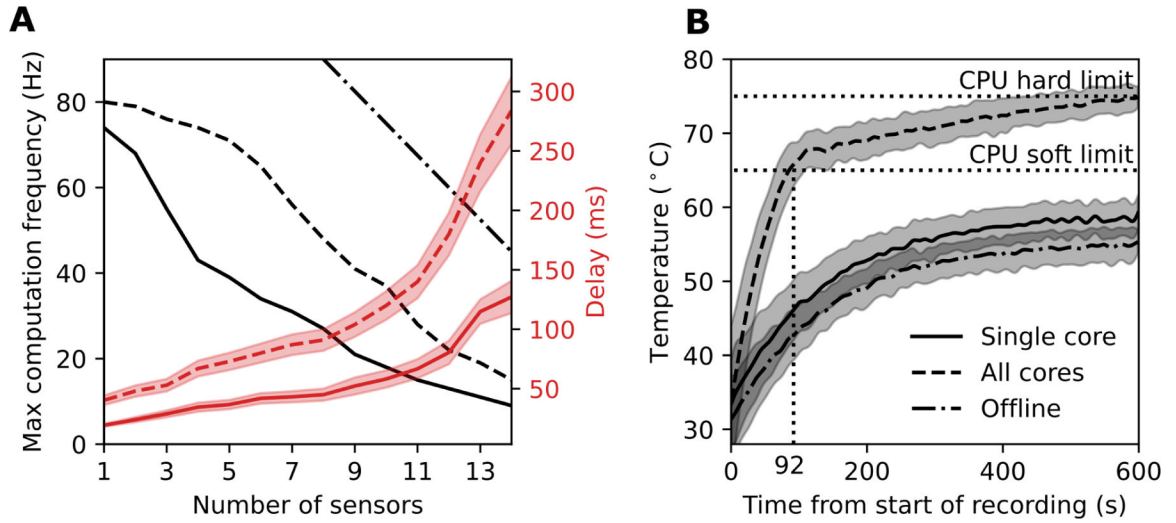 A
Max computation frequency (Hz)
80
60
40
20
0
1
3
5
7
9
11
13
Number of sensors
300
250
200
150
100
50
Delay (ms)
B
Temperature (°C)
80
70
60
50
40
30
CPU hard limit
CPU soft limit
Single core
All cores
Offline
0
92
200
400
600
Time from start of recording (s)